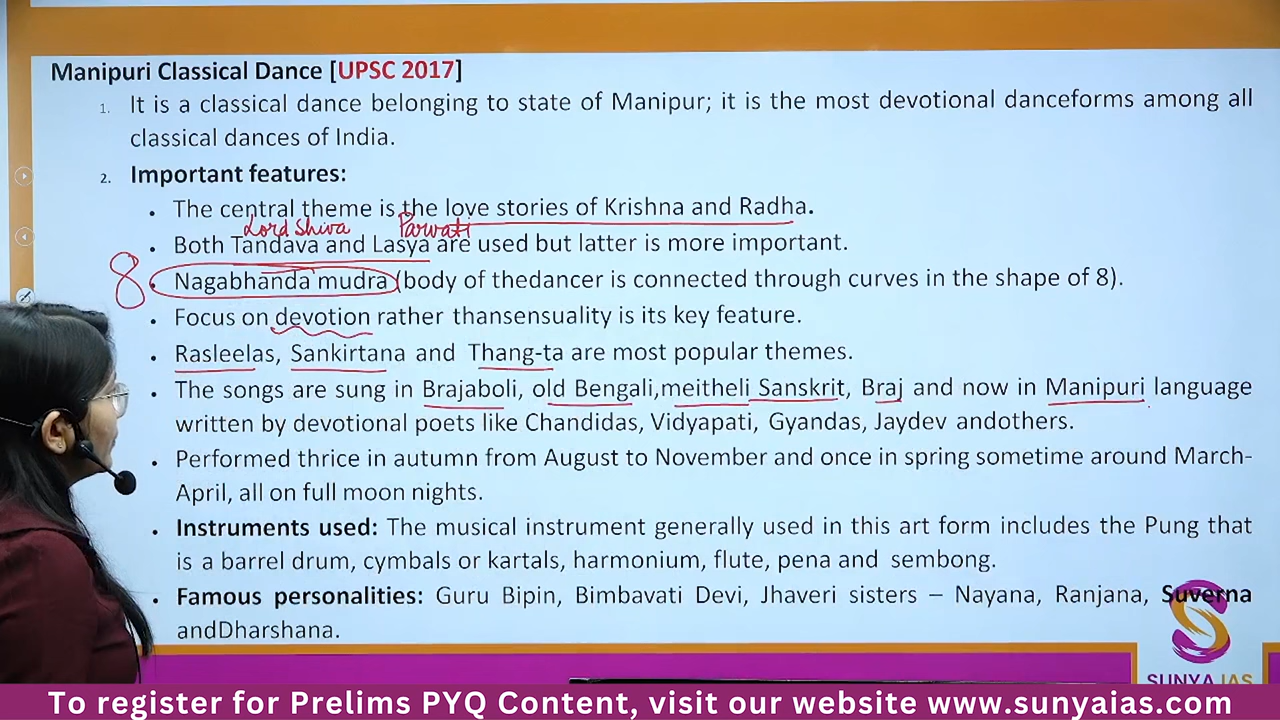 Manipuri Classical Dance [UPSC 2017]
1. It is a classical dance belonging to state of Manipur; it is the most devotional danceforms among all
classical dances of India.
2. Important features:
• The central theme is the love stories of Krishna and Radha.
Lord Shiva Parvati
• Both Tandava and Lasya are used but latter is more important.
8 • Nagabhanda mudra (body of thedancer is connected through curves in the shape of 8).
• Focus on devotion rather thansensuality is its key feature.
• Rasleelas, Sankirtana and Thang-ta are most popular themes.
• The songs are sung in Brajaboli, old Bengali,meitheli Sanskrit, Braj and now in Manipuri language
written by devotional poets like Chandidas, Vidyapati, Gyandas, Jaydev andothers.
• Performed thrice in autumn from August to November and once in spring sometime around March-
April, all on full moon nights.
• Instruments used: The musical instrument generally used in this art form includes the Pung that
is a barrel drum, cymbals or kartals, harmonium, flute, pena and sembong.
• Famous personalities: Guru Bipin, Bimbavati Devi, Jhaveri sisters – Nayana, Ranjana, Suverna
andDharshana.
SUNYA IAS
To register for Prelims PYQ Content, visit our website www.sunyaias.com